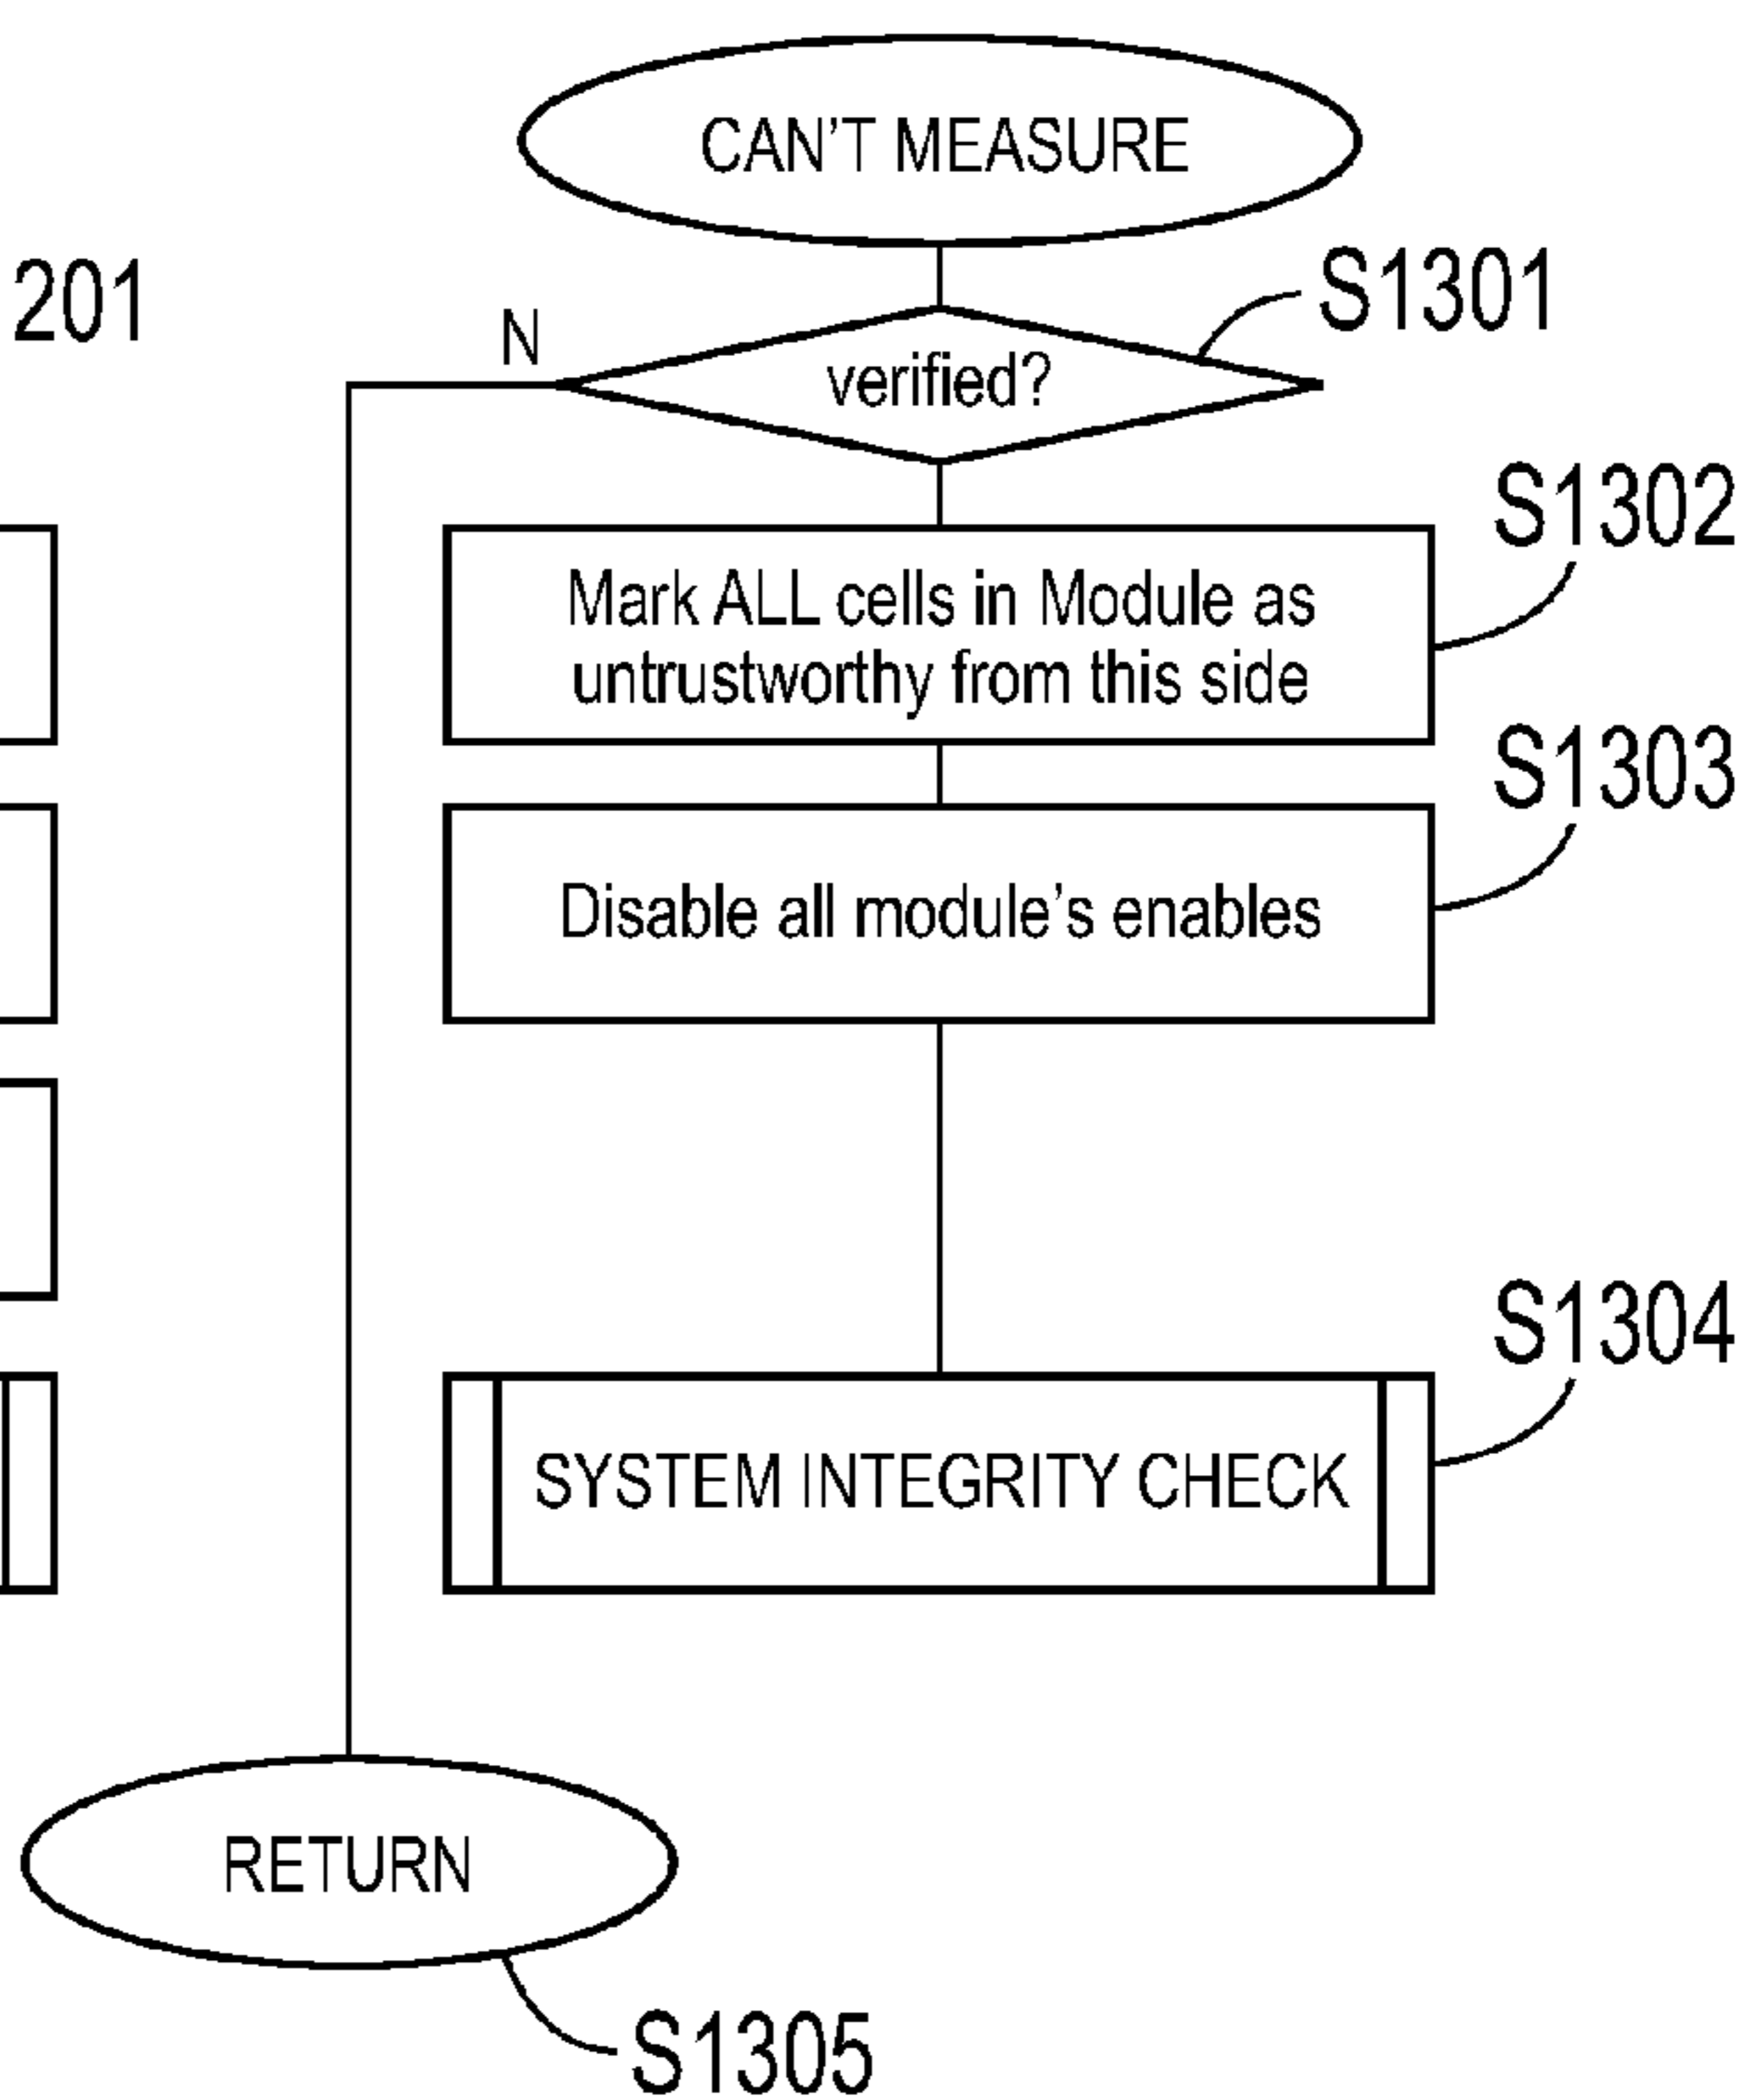 CAN'T MEASURE
201
S1301
N
verified?
S1302
Mark ALL cells in Module as
untrustworthy from this side
S1303
Disable all module's enables
S1304
SYSTEM INTEGRITY CHECK
RETURN
S1305